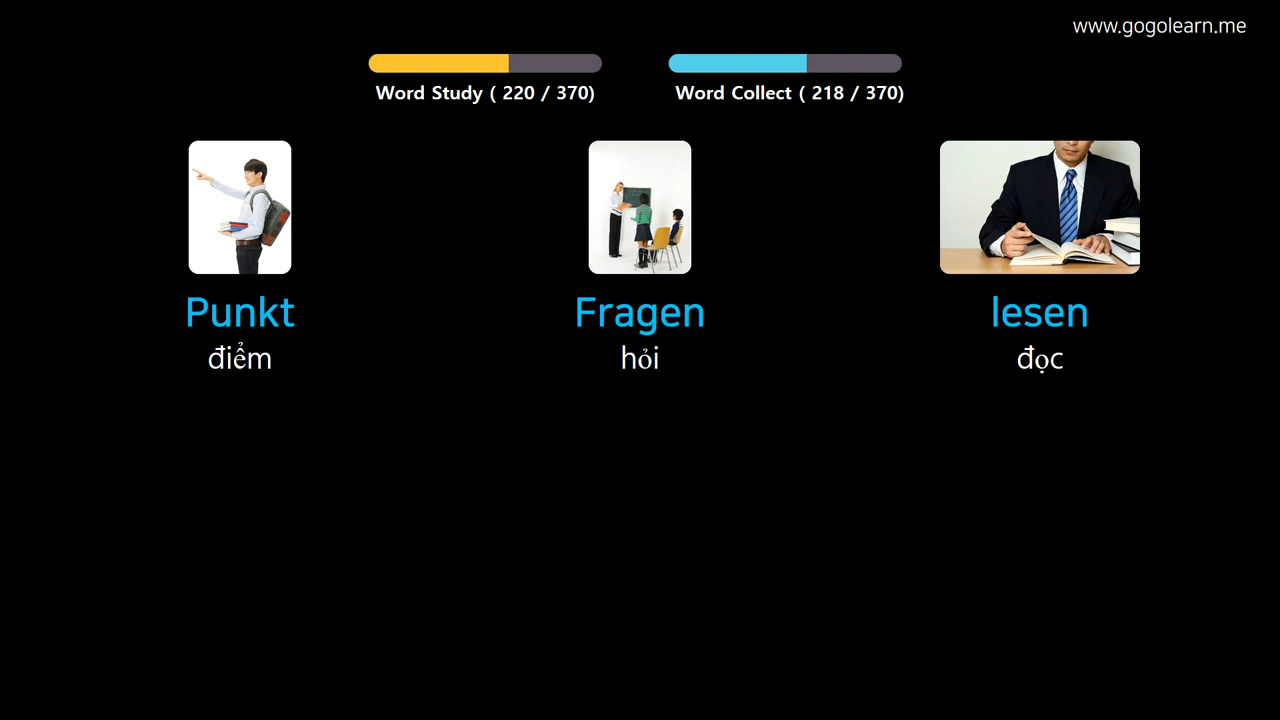 www.gogolearn.me
Word Study ( 220 / 370)
Word Collect ( 218 / 370)
Punkt
Fragen
lesen
điểm
hỏi
đọc